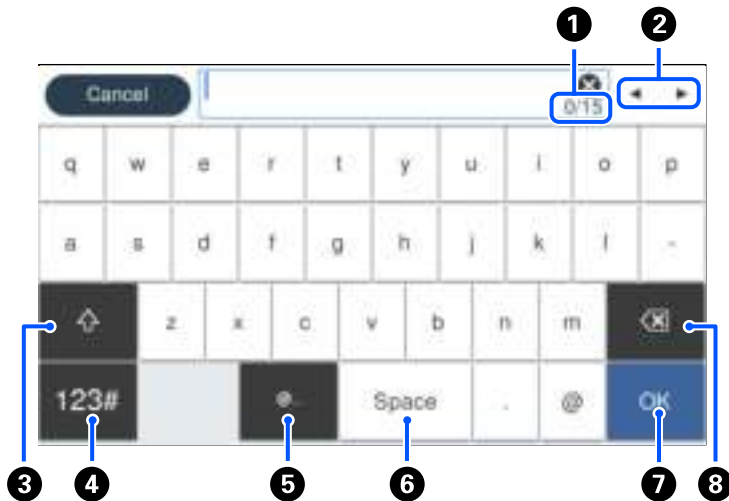 1 2
Cancel
0/15
q w e r t y u i o p
a s d f g h j k l -
z x c v b n m
123# @... Space . @ OK
3 4 5 6 7 8